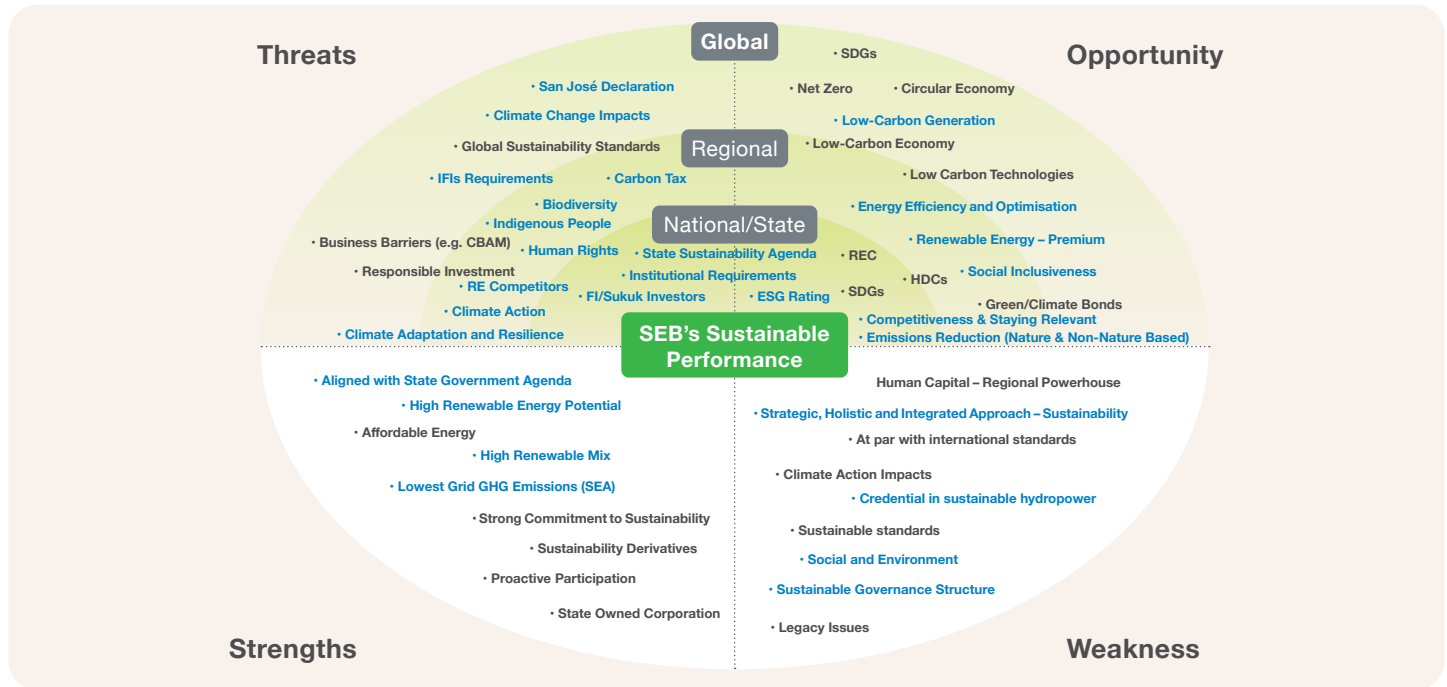 Threats
Global
Opportunity
• San José Declaration
• Climate Change Impacts
• Global Sustainability Standards
• IFIs Requirements
• Carbon Tax
• Biodiversity
• Indigenous People
• Business Barriers (e.g. CBAM)
• Human Rights
• Responsible Investment
• RE Competitors
• Climate Action
• Climate Adaptation and Resilience
Regional
National/State
• State Sustainability Agenda
• Institutional Requirements
• FI/Sukuk Investors
• ESG Rating
• SDGs
• Net Zero
• Circular Economy
• Low-Carbon Generation
• Low-Carbon Economy
• Low Carbon Technologies
• Energy Efficiency and Optimisation
• Renewable Energy – Premium
• REC
• Social Inclusiveness
• HDCs
• SDGs
• Green/Climate Bonds
• Competitiveness & Staying Relevant
• Emissions Reduction (Nature & Non-Nature Based)
SEB's Sustainable
Performance
• Aligned with State Government Agenda
• High Renewable Energy Potential
• Affordable Energy
• High Renewable Mix
• Lowest Grid GHG Emissions (SEA)
• Strong Commitment to Sustainability
• Sustainability Derivatives
• Proactive Participation
• State Owned Corporation
Strengths
Human Capital – Regional Powerhouse
• Strategic, Holistic and Integrated Approach – Sustainability
• At par with international standards
• Climate Action Impacts
• Credential in sustainable hydropower
• Sustainable standards
• Social and Environment
• Sustainable Governance Structure
• Legacy Issues
Weakness